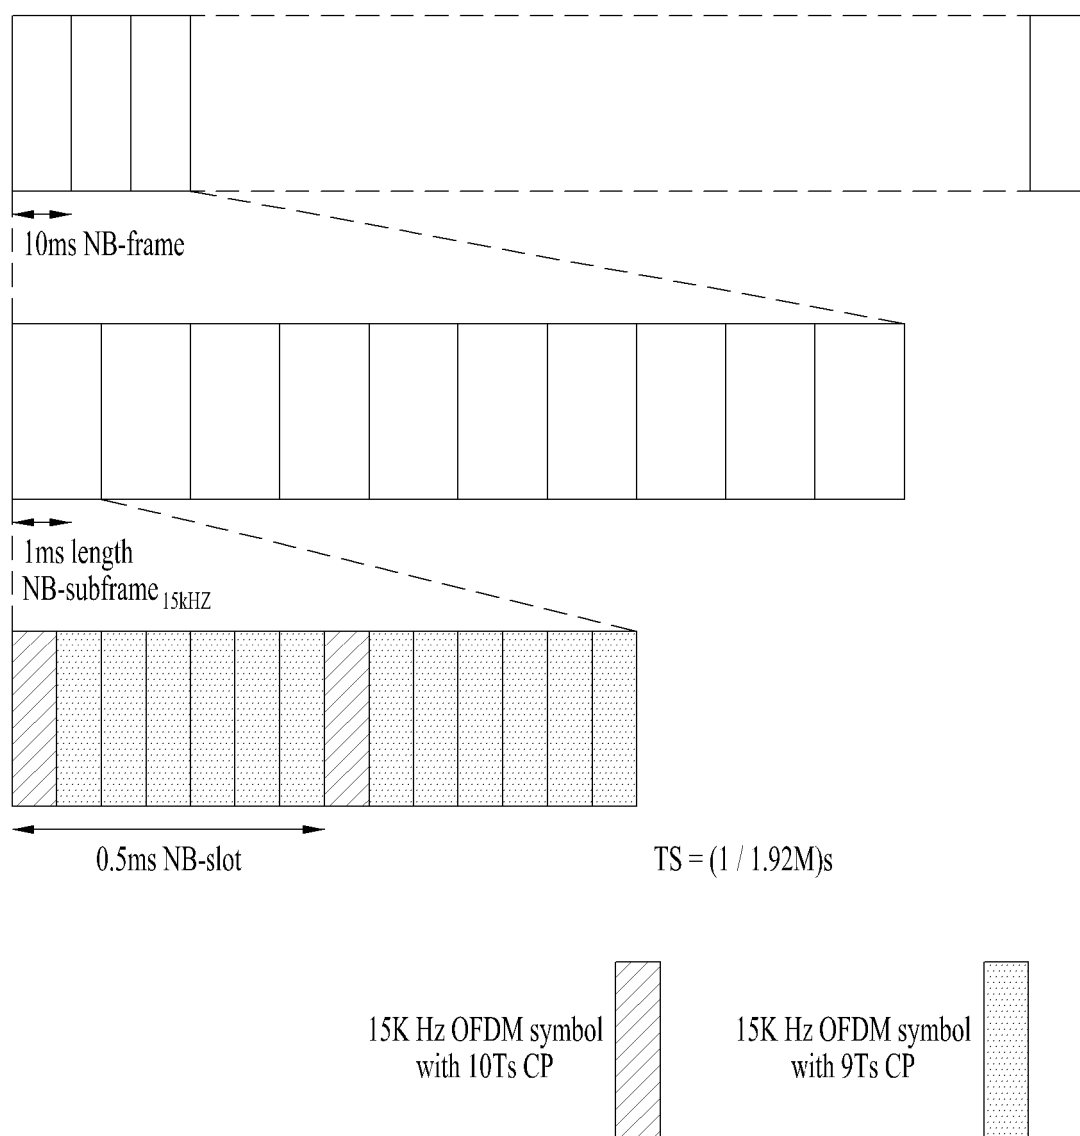 10ms NB-frame
1ms length
NB-subframe 15kHZ
0.5ms NB-slot
TS = (1 / 1.92M)s
15K Hz OFDM symbol
with 10Ts CP
15K Hz OFDM symbol
with 9Ts CP